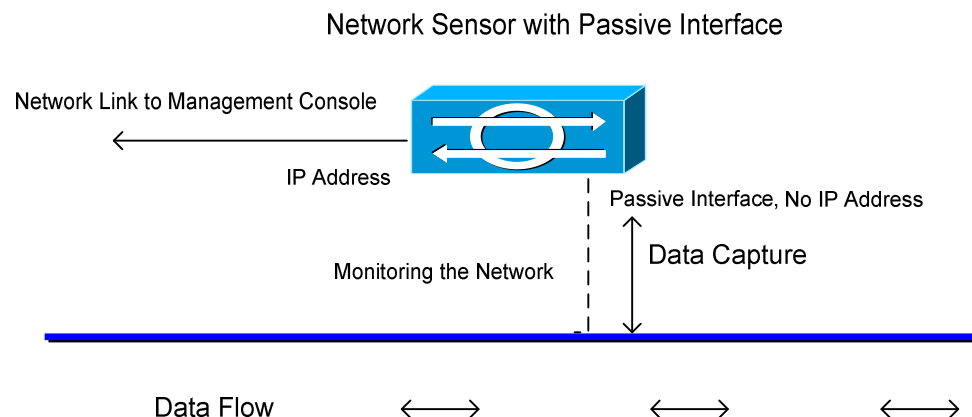 Network Sensor with Passive Interface
Network Link to Management Console
IP Address
Passive Interface, No IP Address
Data Capture
Monitoring the Network
Data Flow